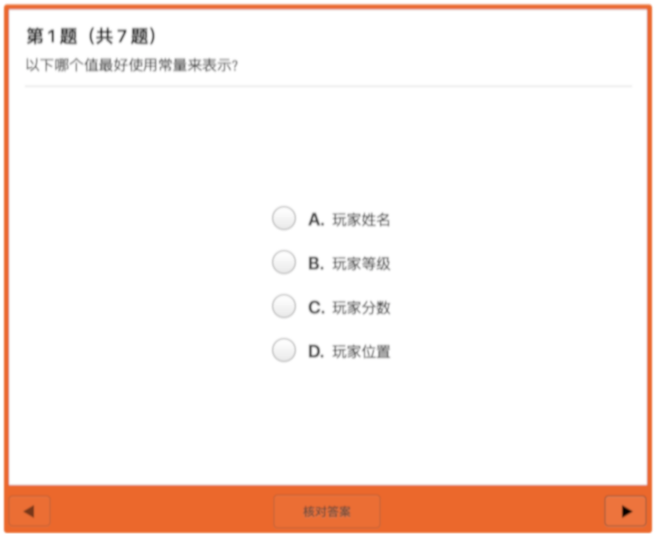 第1题（共7题）
以下哪个值最好使用常量来表示?
A. 玩家姓名
B. 玩家等级
C. 玩家分数
D. 玩家位置
核对答案